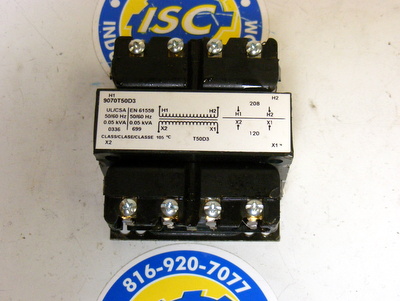 ISC
INDU
H1
H2
9070T50D3
UL/CSA
EN 61558
50/60 Hz
50/60 Hz
0.05 kVA
0.05 kVA
0336
699
CLASS/CLASS/CLASSE 105 °C
X2
H1
H2
X2
X1
T50D3
208
H1
H2
X2
X1
120
X1
816-920-7077